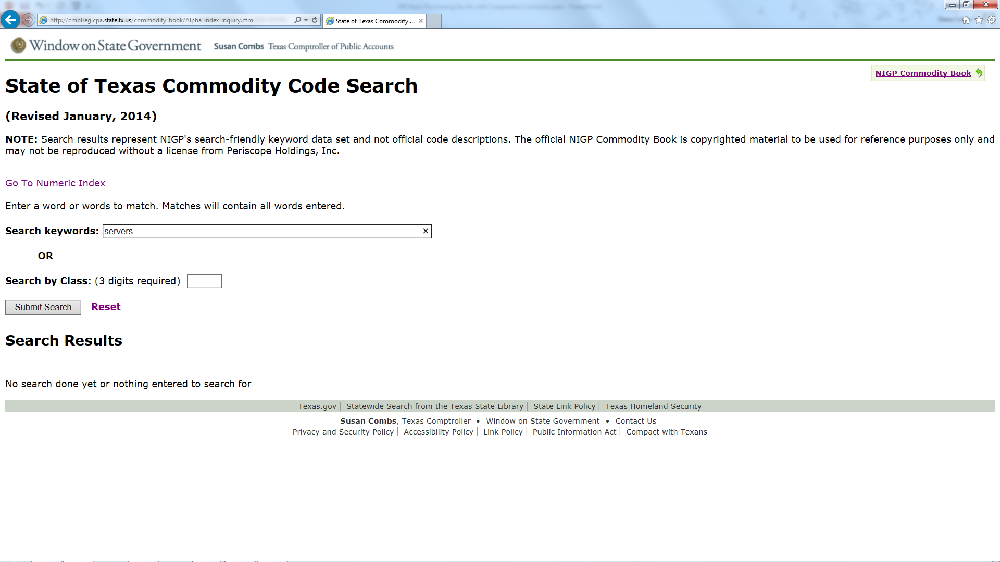 http://cmblreg.cpa.state.tx.us/commodity_book/Alpha_index_inquiry.cfm
State of Texas Commodity ...
Window on State Government Susan Combs Texas Comptroller of Public Accounts
NIGP Commodity Book
State of Texas Commodity Code Search
(Revised January, 2014)
NOTE: Search results represent NIGP's search-friendly keyword data set and not official code descriptions. The official NIGP Commodity Book is copyrighted material to be used for reference purposes only and
may not be reproduced without a license from Periscope Holdings, Inc.
Go To Numeric Index
Enter a word or words to match. Matches will contain all words entered.
Search keywords: servers
OR
Search by Class: (3 digits required)
Submit Search Reset
Search Results
No search done yet or nothing entered to search for
Texas.gov | Statewide Search from the Texas State Library | State Link Policy | Texas Homeland Security
Susan Combs, Texas Comptroller • Window on State Government • Contact Us
Privacy and Security Policy | Accessibility Policy | Link Policy | Public Information Act | Compact with Texans